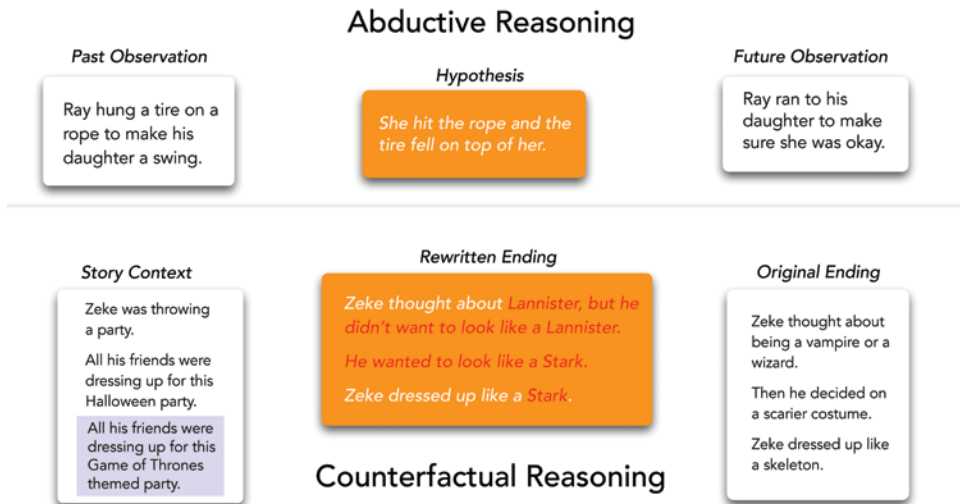 Abductive Reasoning
Past Observation
Ray hung a tire on a
rope to make his
daughter a swing.
Hypothesis
She hit the rope and the
tire fell on top of her.
Future Observation
Ray ran to his
daughter to make
sure she was okay.
Story Context
Zeke was throwing
a party.
All his friends were
dressing up for this
Halloween party.
All his friends were
dressing up for this
Game of Thrones
themed party.
Rewritten Ending
Zeke thought about Lannister, but he
didn't want to look like a Lannister.
He wanted to look like a Stark.
Zeke dressed up like a Stark.
Original Ending
Zeke thought about
being a vampire or a
wizard.
Then he decided on
a scarier costume.
Zeke dressed up like
a skeleton.
Counterfactual Reasoning